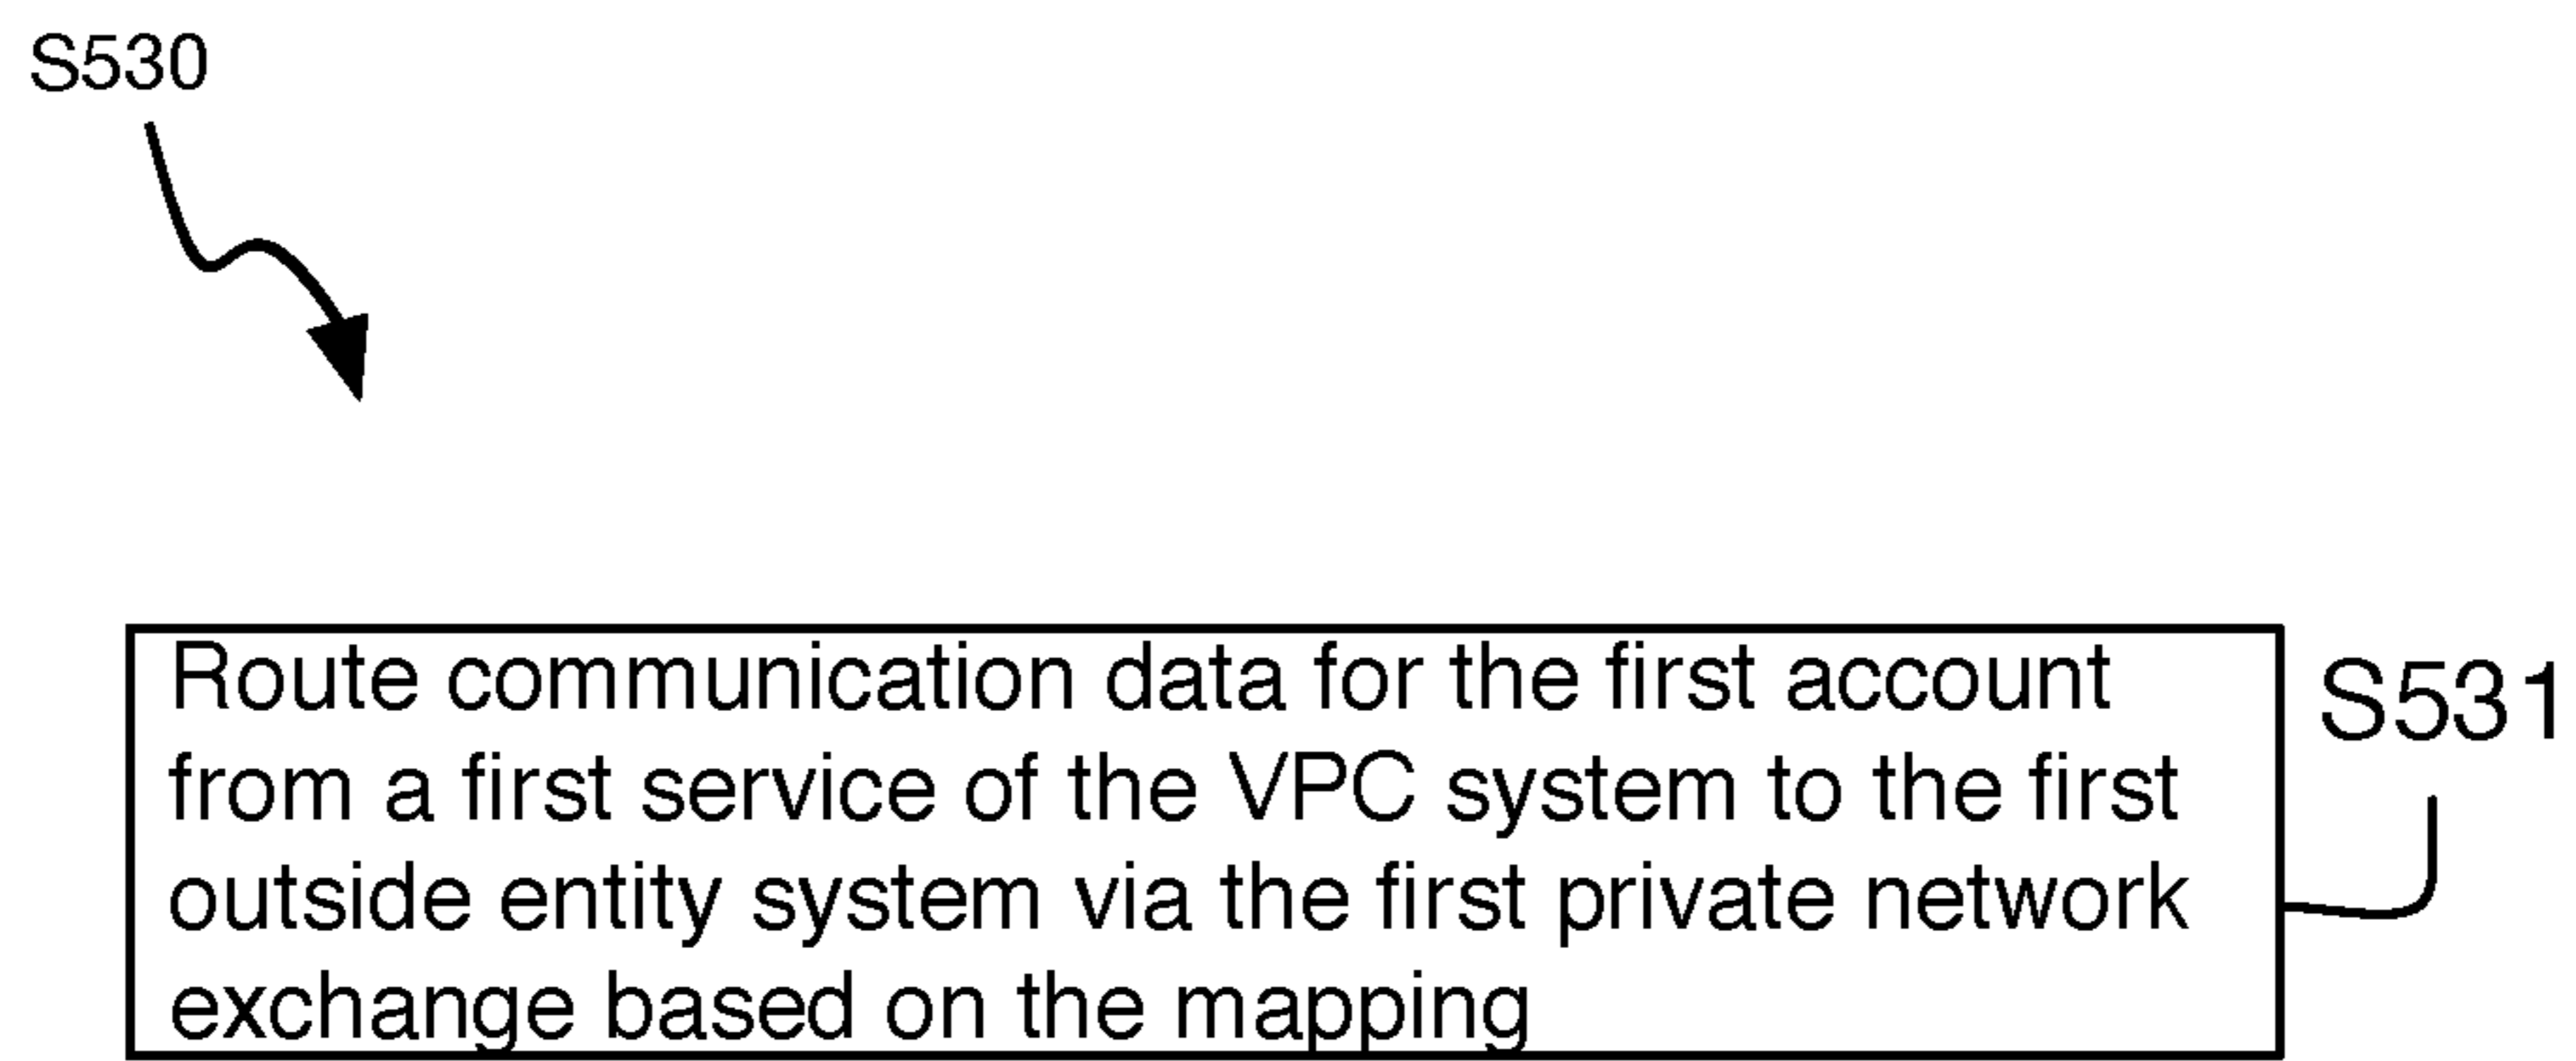 S530
Route communication data for the first account
from a first service of the VPC system to the first
outside entity system via the first private network
exchange based on the mapping
S531